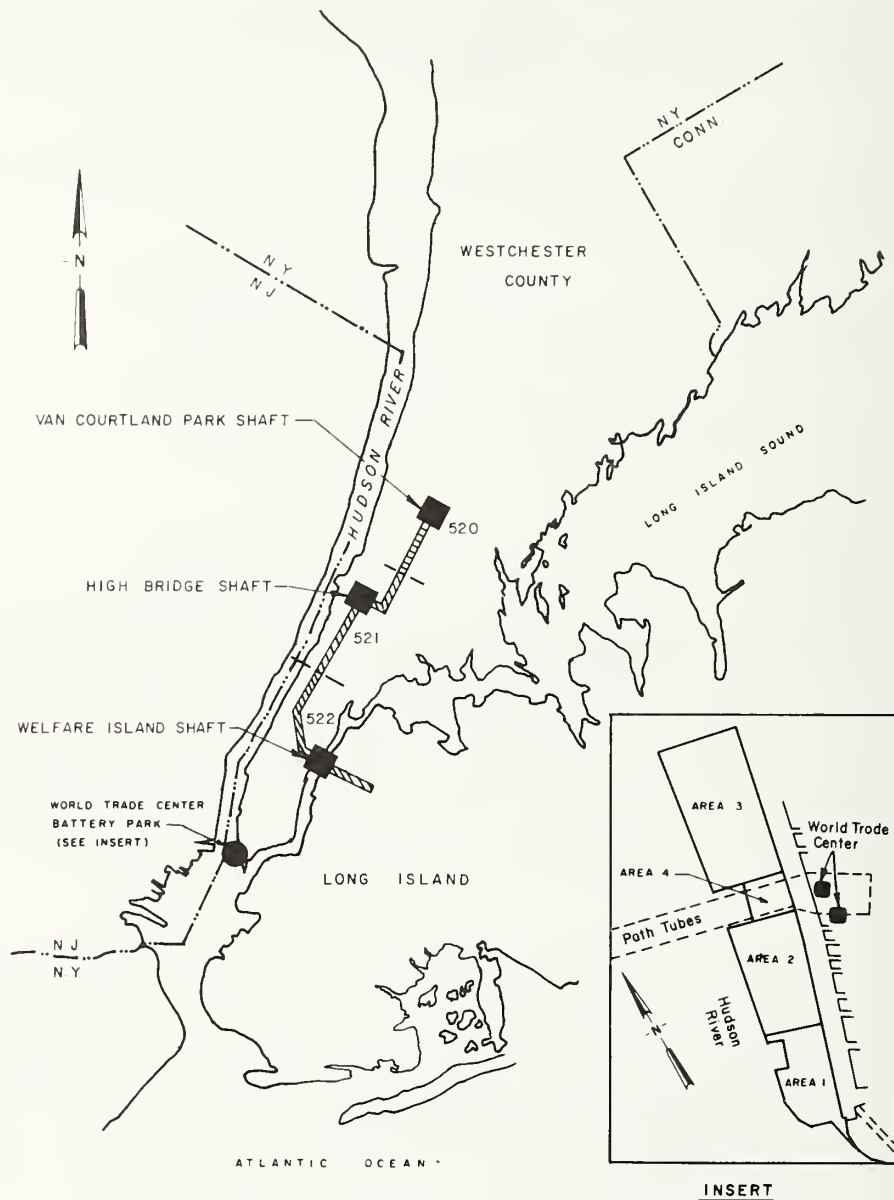 N Y
CONN.
WESTCHESTER
COUNTY
N
N Y
N J
HUDSON RIVER
VAN COURTLAND PARK SHAFT
LONG ISLAND SOUND
520
HIGH BRIDGE SHAFT
521
522
WELFARE ISLAND SHAFT
WORLD TRADE CENTER
BATTERY PARK
(SEE INSERT)
LONG ISLAND
N J
N Y
ATLANTIC OCEAN
AREA 3
World Trade
Center
AREA 4
Path Tubes
AREA 2
Hudson
River
N
AREA 1
INSERT